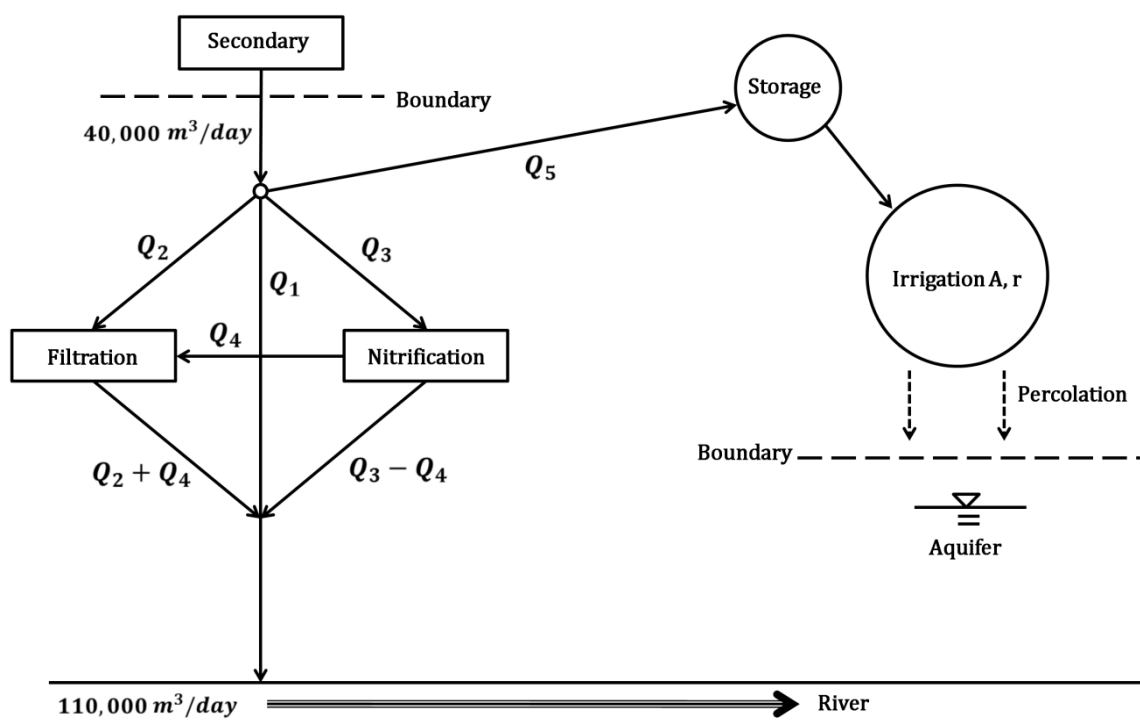 Secondary
Boundary
40,000 m³/day
Storage
Q₅
Q₂
Q₃
Q₁
Irrigation A, r
Filtration
Q₄
Nitrification
Percolation
Q₂ + Q₄
Q₃ − Q₄
Boundary
Aquifer
110,000 m³/day
River